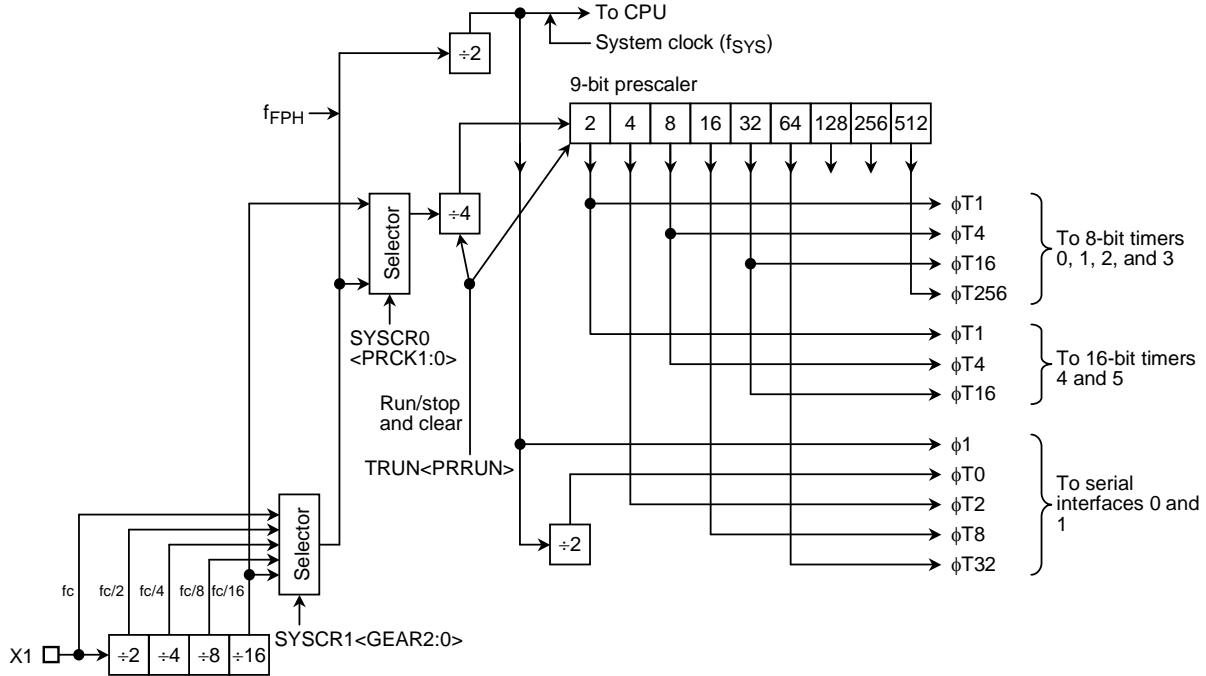 To CPU
÷2
System clock (fSYS)
9-bit prescaler
fFPH
2 4 8 16 32 64 128 256 512
Selector
÷4
ϕT1
ϕT4
ϕT16
ϕT256
To 8-bit timers
0, 1, 2, and 3
SYSCR0
<PRCK1:0>
ϕT1
ϕT4
ϕT16
To 16-bit timers
4 and 5
Run/stop
and clear
TRUN<PRRUN>
ϕ1
ϕT0
ϕT2
ϕT8
ϕT32
To serial
interfaces 0 and
1
÷2
Selector
fc fc/2 fc/4 fc/8 fc/16
SYSCR1<GEAR2:0>
X1
÷2 ÷4 ÷8 ÷16